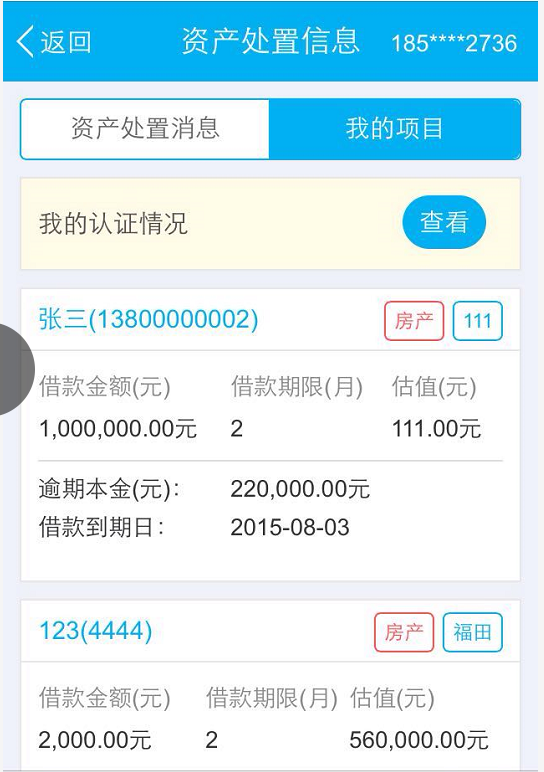 返回 资产处置信息 185****2736
资产处置消息 我的项目
我的认证情况 查看
张三(13800000002) 房产 111
借款金额(元) 借款期限(月) 估值(元)
1,000,000.00元 2 111.00元
逾期本金(元): 220,000.00元
借款到期日: 2015-08-03
123(4444) 房产 福田
借款金额(元) 借款期限(月) 估值(元)
2,000.00元 2 560,000.00元